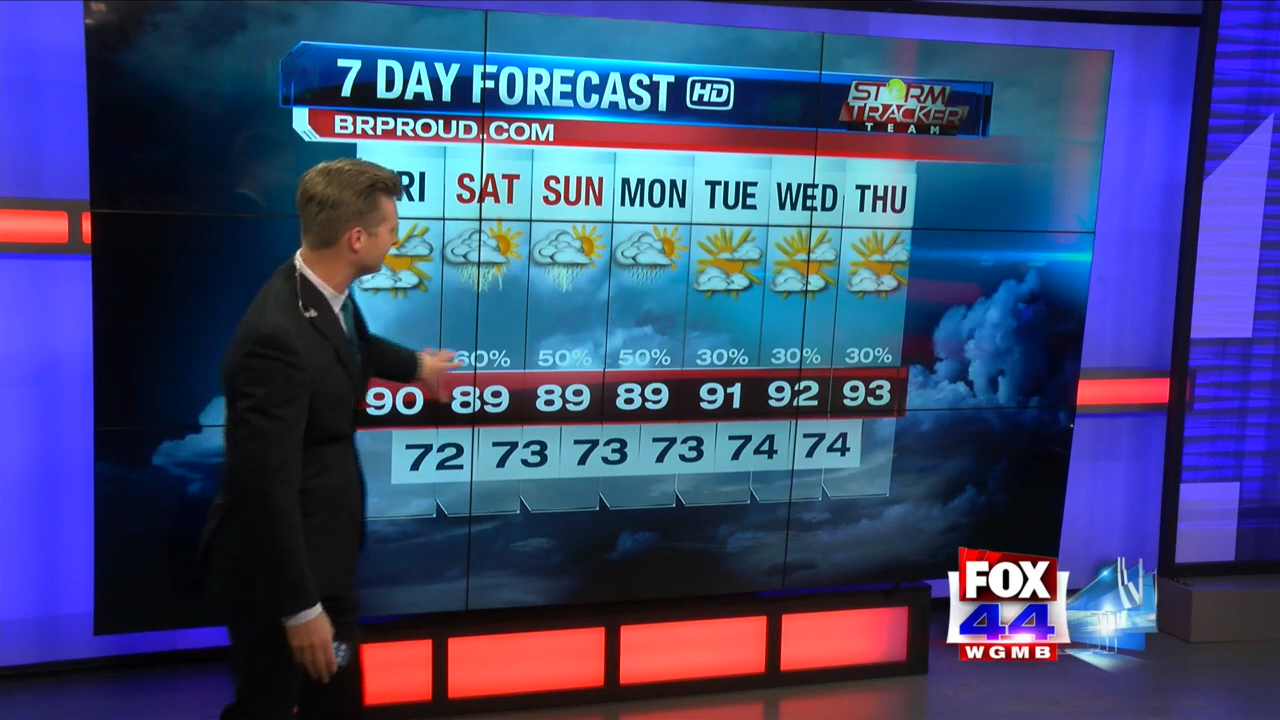 7 DAY FORECAST HD
STORM
TRACKER
TEAM
BRPROUD.COM
SAT SUN MON TUE WED THU
50% 50% 30% 30% 30%
90 89 89 89 91 92 93
72 73 73 73 74 74
FOX
44
WGMB